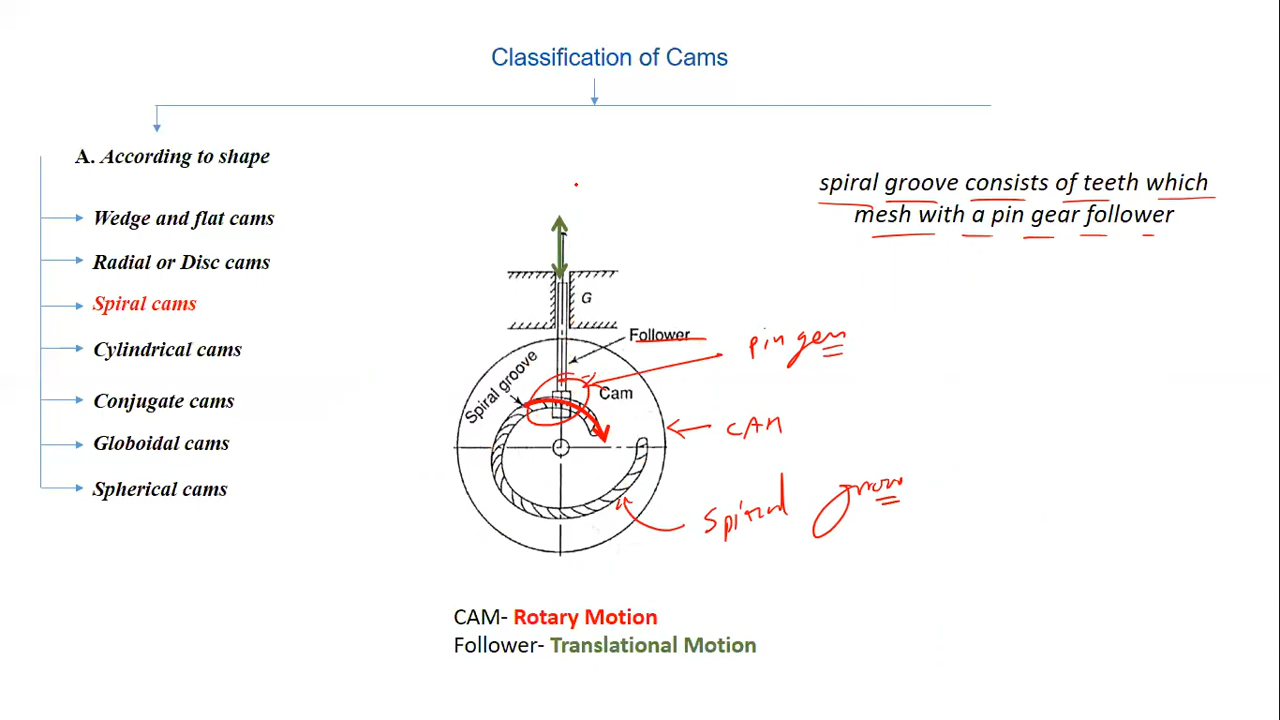 Classification of Cams
A. According to shape
Wedge and flat cams
Radial or Disc cams
Spiral cams
Cylindrical cams
Conjugate cams
Globoidal cams
Spherical cams
spiral groove consists of teeth which
mesh with a pin gear follower
G
Follower
pin gear
Spiral groove
Cam
CAM
Spiral groove
CAM- Rotary Motion
Follower- Translational Motion